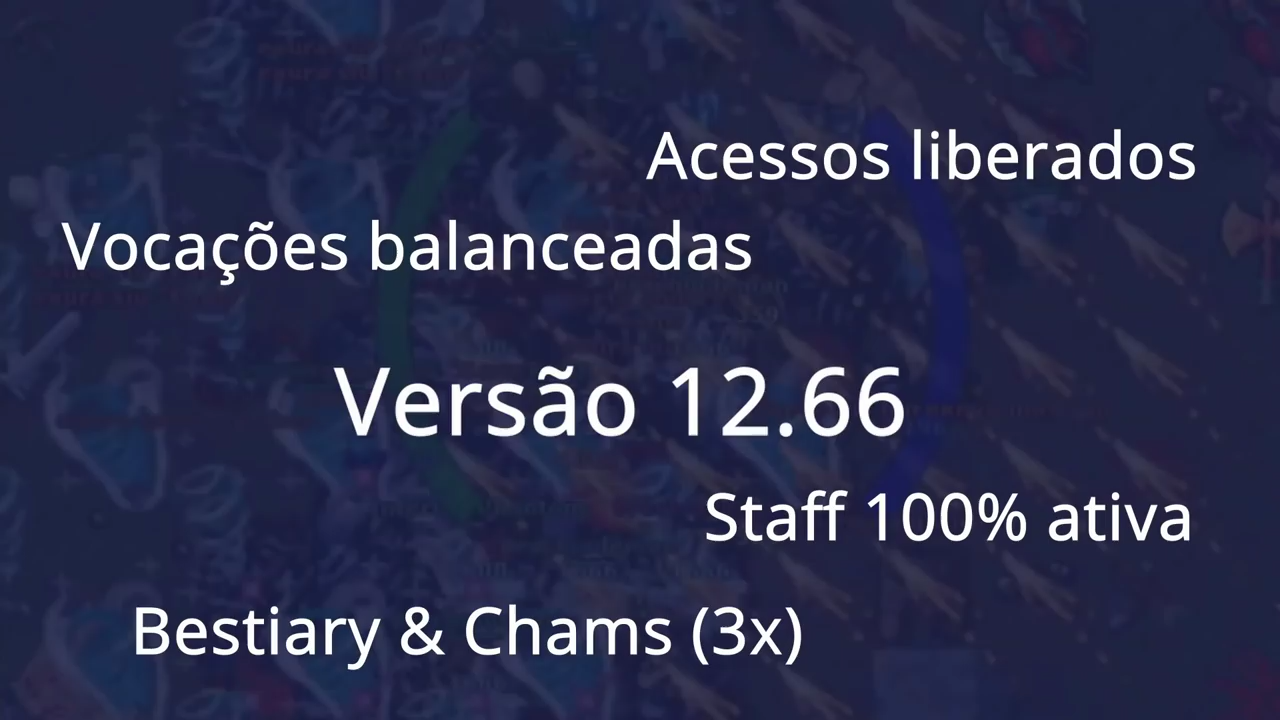 Acessos liberados
Vocações balanceadas
Versão 12.66
Staff 100% ativa
Bestiary & Chams (3x)